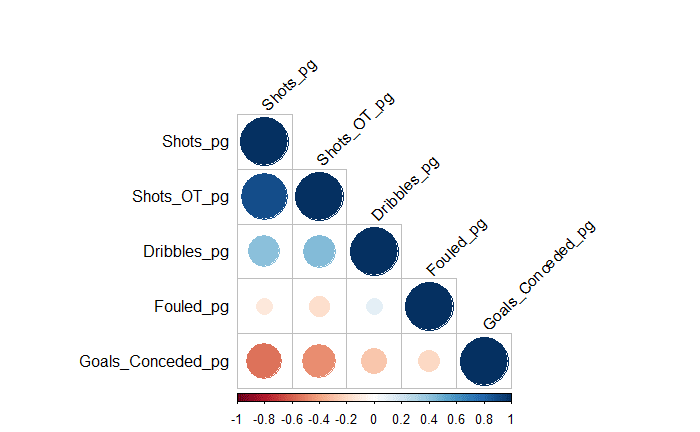 Shots_pg
Shots_OT_pg
Dribbles_pg
Fouled_pg
Goals_Conceded_pg
Shots_pg
Shots_OT_pg
Dribbles_pg
Fouled_pg
Goals_Conceded_pg
-1 -0.8 -0.6 -0.4 -0.2 0 0.2 0.4 0.6 0.8 1